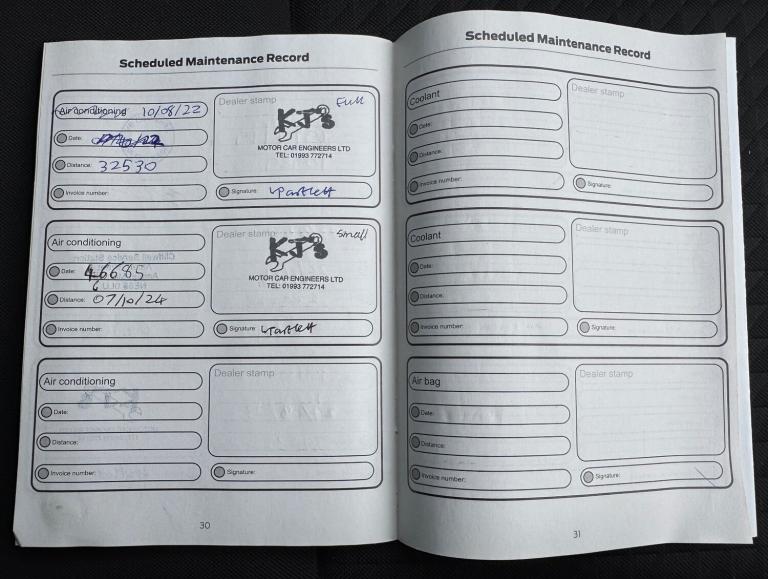 Scheduled Maintenance Record
Air conditioning 10/08/22
Date:
Distance: 32530
Invoice number:
Dealer stamp Full
KJ's
MOTOR CAR ENGINEERS LTD
TEL: 01993 772714
Signature:
Air conditioning
Date: 46685
Distance: 07/10/24
Invoice number:
Dealer stamp Small
KJ's
MOTOR CAR ENGINEERS LTD
TEL: 01993 772714
Signature:
Air conditioning
Date:
Distance:
Invoice number:
Dealer stamp
Signature:
30
Scheduled Maintenance Record
Coolant
Date:
Distance:
Invoice number:
Dealer stamp
Signature:
Coolant
Date:
Distance:
Invoice number:
Dealer stamp
Signature:
Air bag
Date:
Distance:
Invoice number:
Dealer stamp
Signature:
31